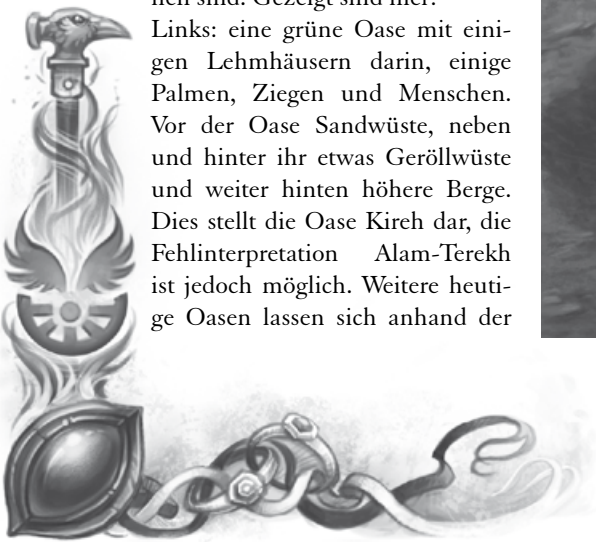 nen sind. Gezeigt sind hier:
Links: eine grüne Oase mit eini-
gen Lehmhäusern darin, einige
Palmen, Ziegen und Menschen.
Vor der Oase Sandwüste, neben
und hinter ihr etwas Geröllwüste
und weiter hinten höhere Berge.
Dies stellt die Oase Kireh dar, die
Fehlinterpretation Alam-Terekh
ist jedoch möglich. Weitere heuti-
ge Oasen lassen sich anhand der